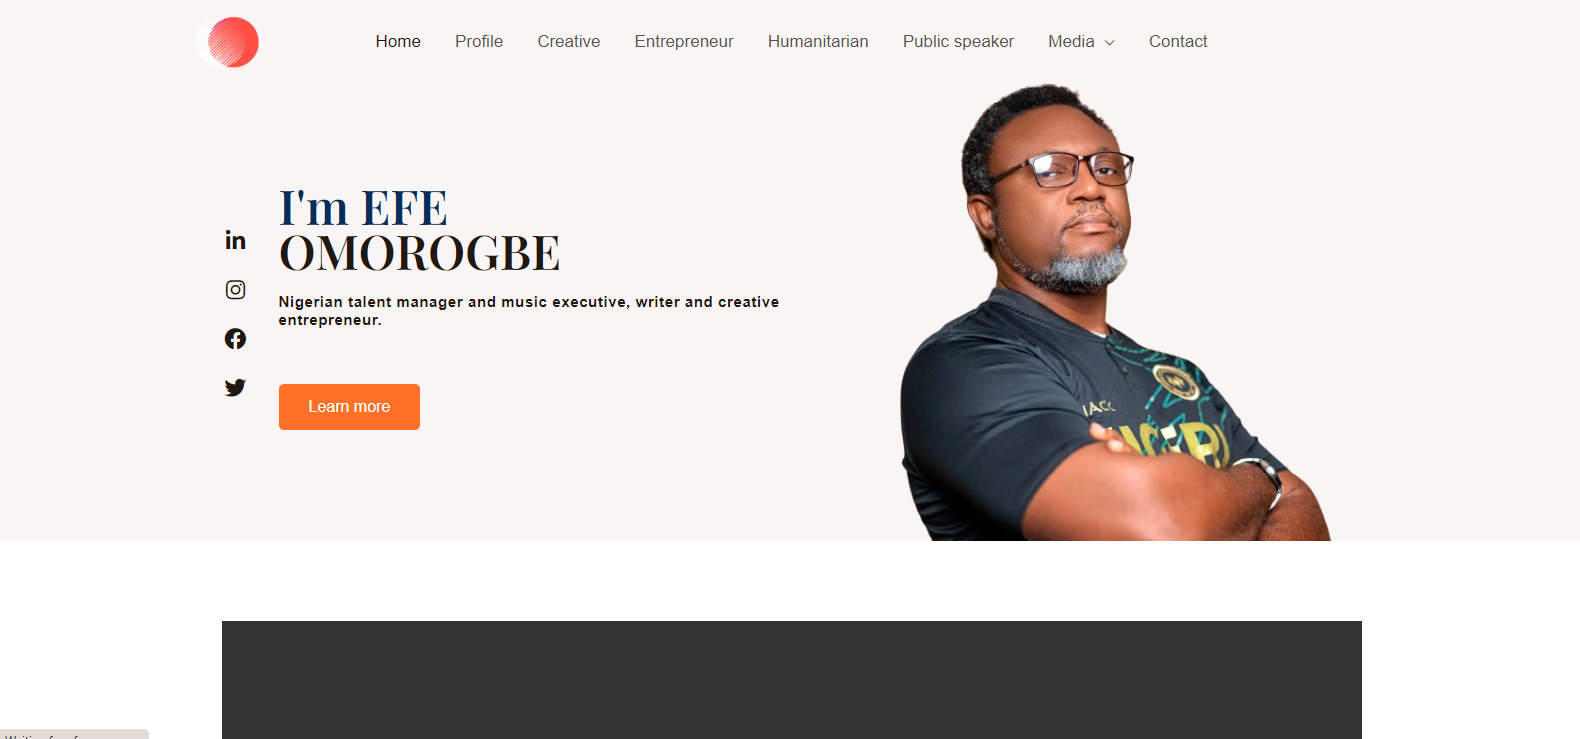 Home Profile Creative Entrepreneur Humanitarian Public speaker Media Contact
I'm EFE
OMOROGBE
Nigerian talent manager and music executive, writer and creative
entrepreneur.
Learn more